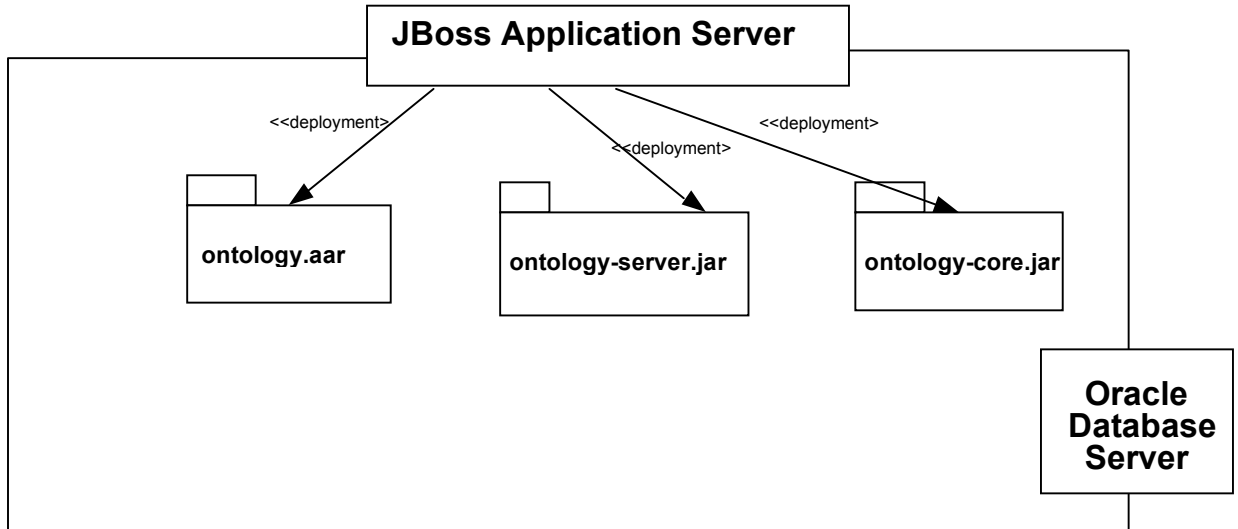 JBoss Application Server
<<deployment>
<<deployment>
<<deployment>
ontology.aar
ontology-server.jar
ontology-core.jar
Oracle
Database
Server